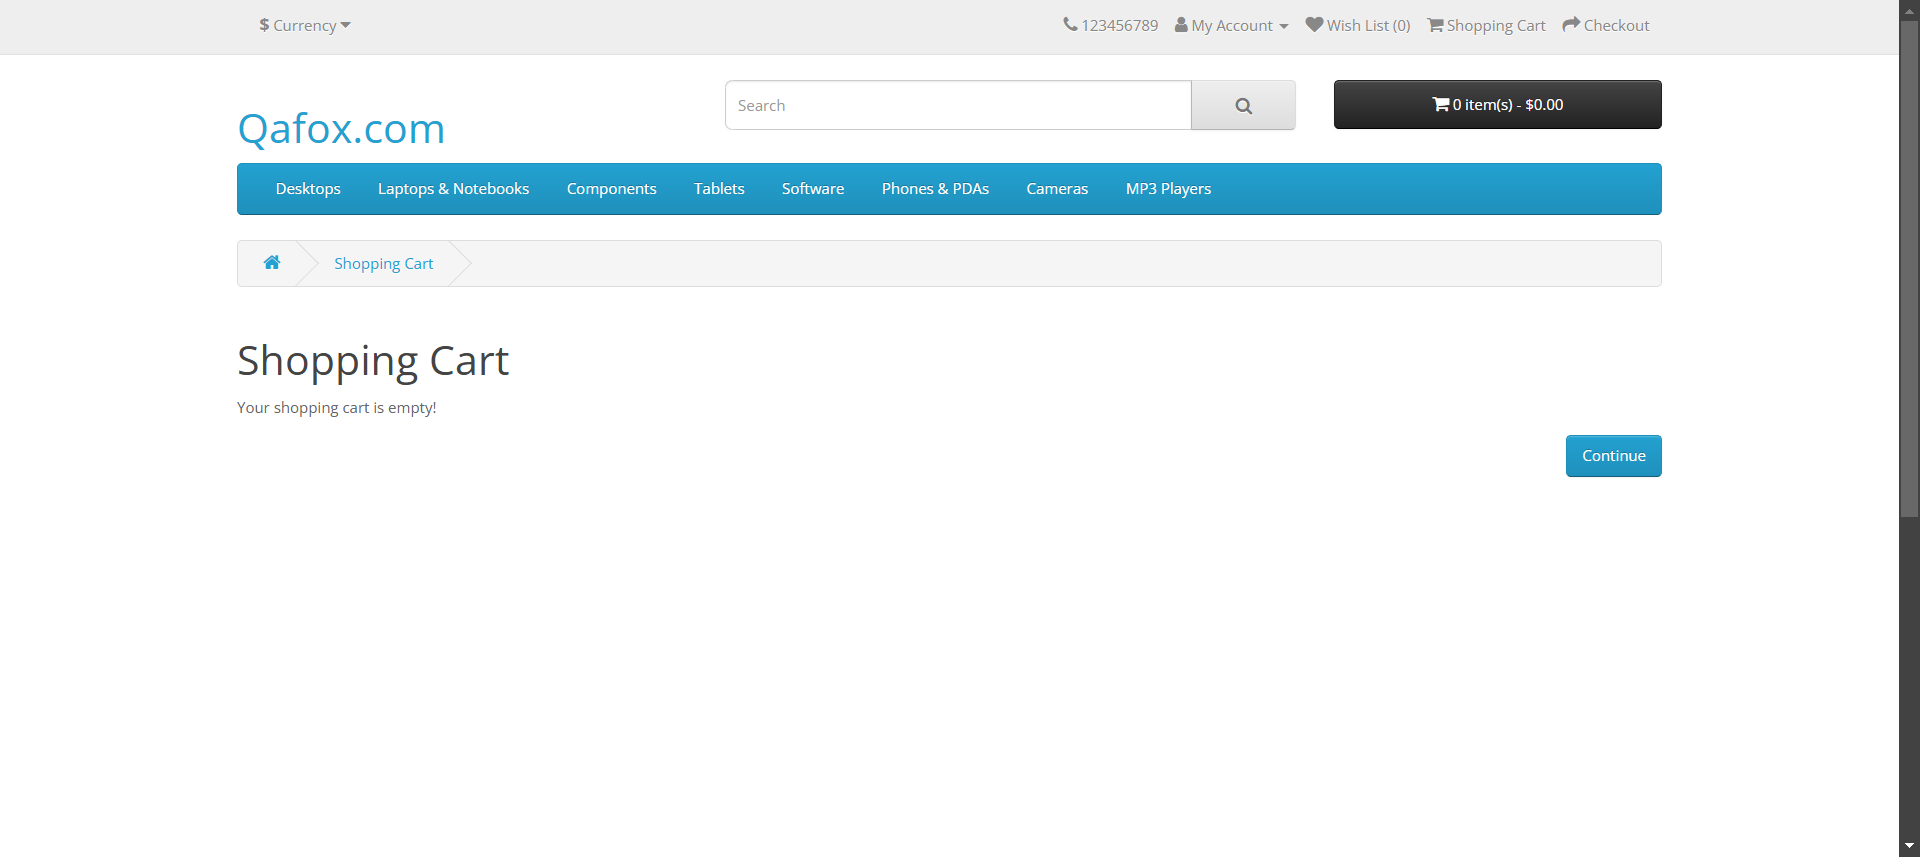 $ Currency
123456789 My Account Wish List (0) Shopping Cart Checkout
Qafox.com
Search
0 item(s) - $0.00
Desktops Laptops & Notebooks Components Tablets Software Phones & PDAs Cameras MP3 Players
Shopping Cart
Shopping Cart
Your shopping cart is empty!
Continue